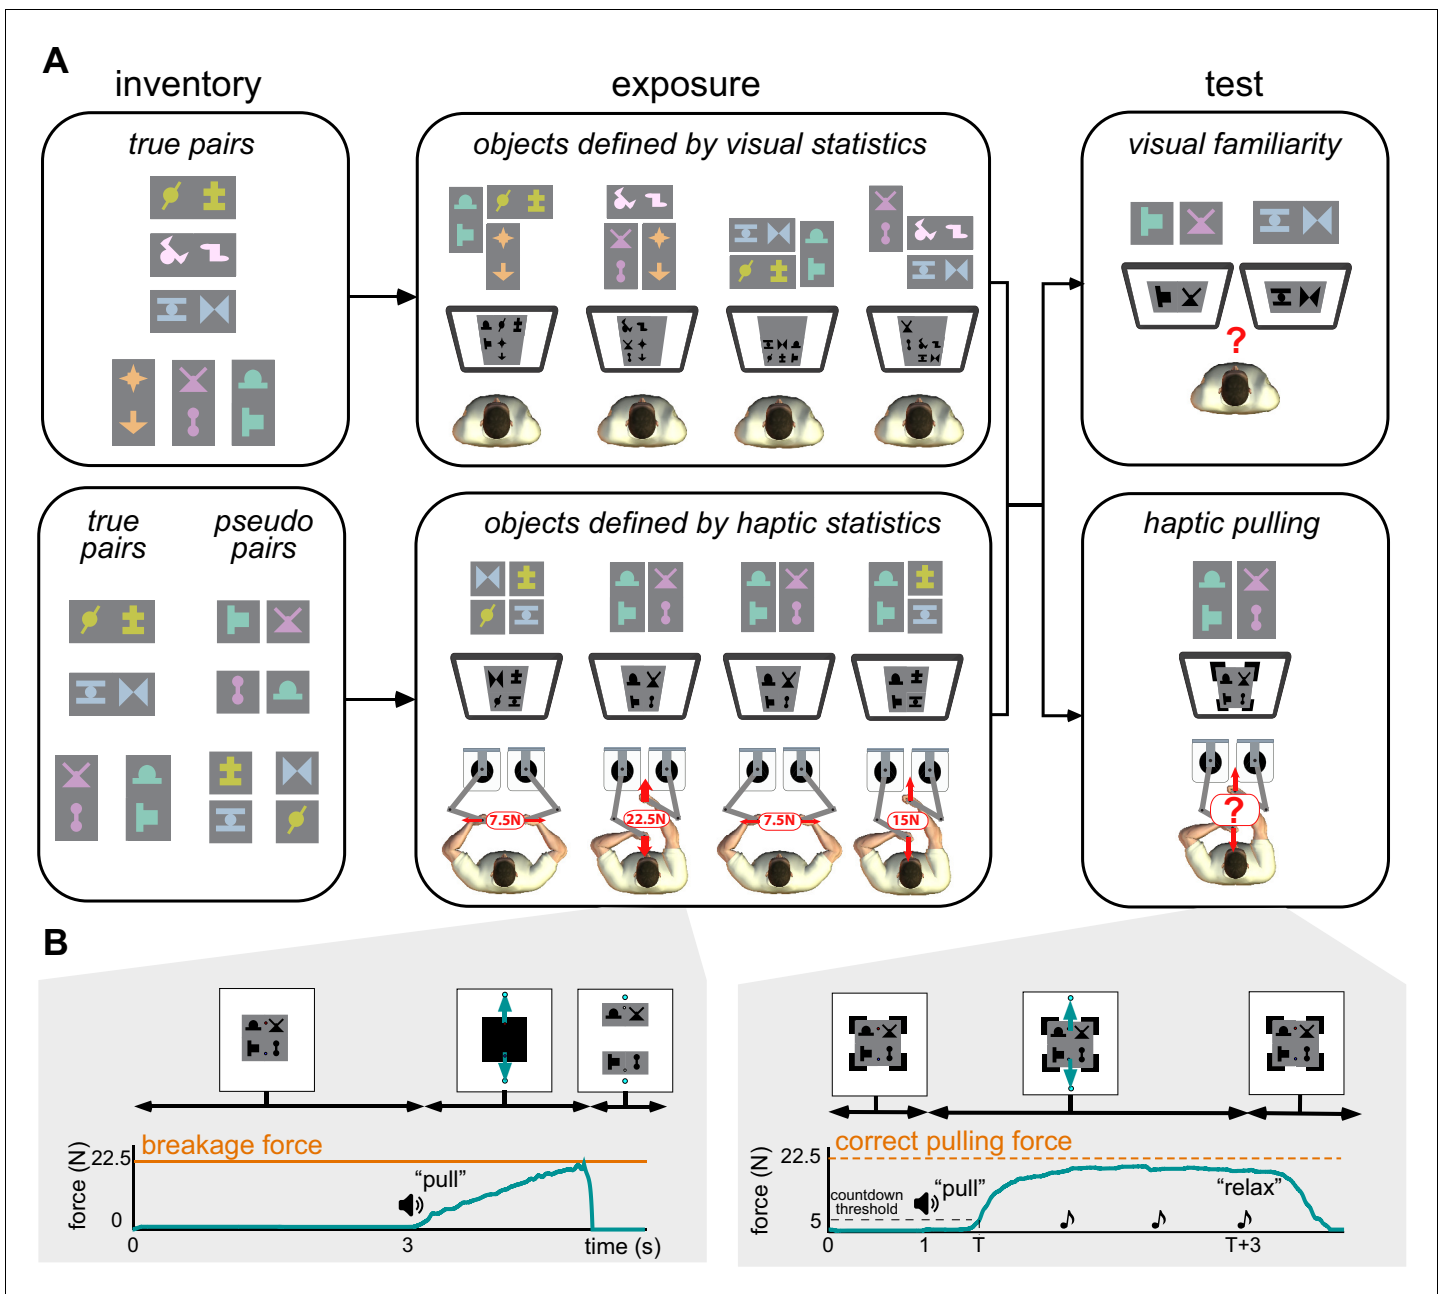 A
inventory
exposure
test
true pairs
objects defined by visual statistics
visual familiarity
?
true
pairs
pseudo
pairs
objects defined by haptic statistics
haptic pulling
7.5N
22.5N
7.5N
15N
?
B
breakage force
force (N)
22.5
0
“pull”
0
3
time (s)
correct pulling force
force (N)
22.5
5
countdown
threshold
“pull”
“relax”
0
1
T
T+3